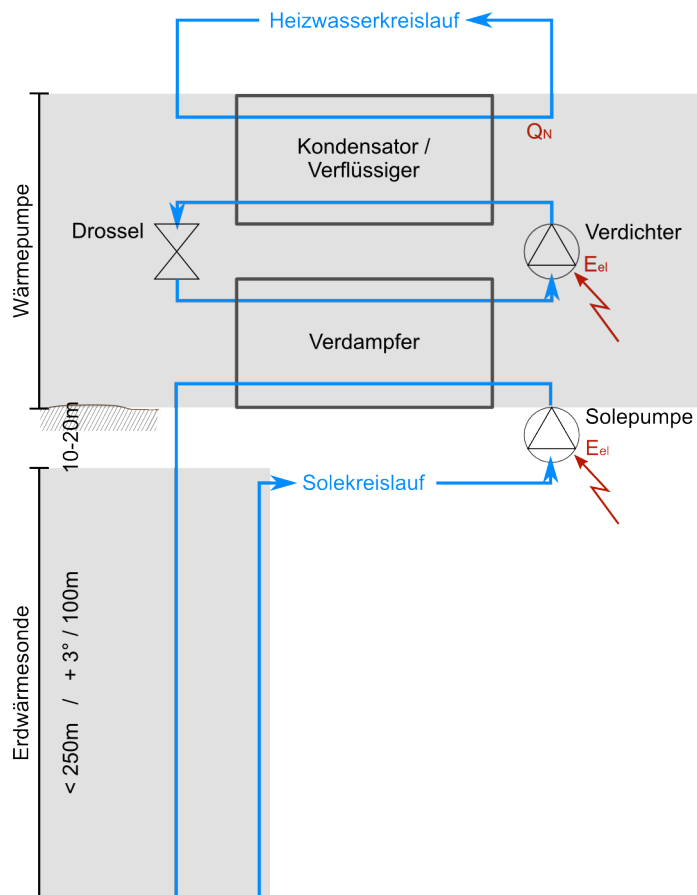 Heizwasserkreislauf
QN
Kondensator /
Verflüssiger
Wärmepumpe
Drossel
Verdichter
Eel
Verdampfer
10-20m
Solepumpe
Eel
Solekreislauf
Erdwärmesonde
< 250m / + 3° / 100m